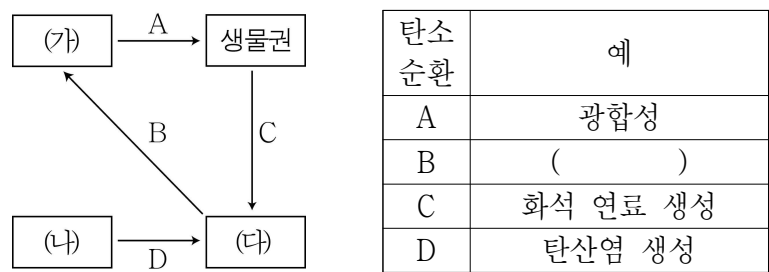 (가) A 생물권
B C
(나) D (다)
탄소 순환 예
A 광합성
B ( )
C 화석 연료 생성
D 탄산염 생성